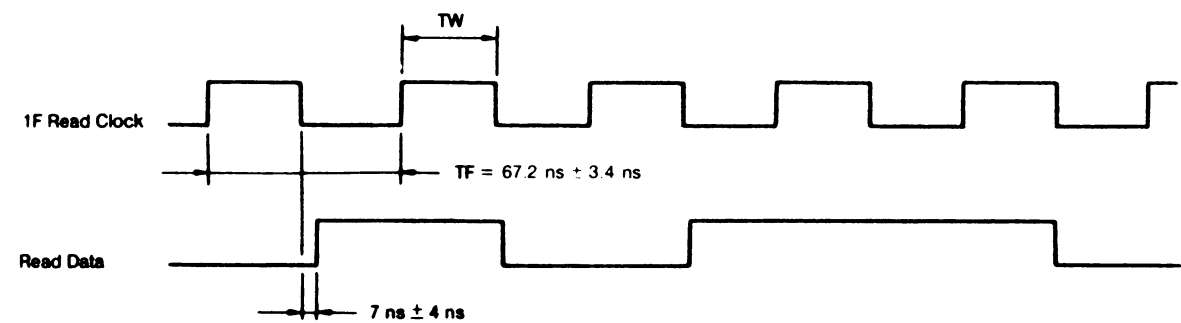 TW
1F Read Clock
TF = 67.2 ns ± 3.4 ns
Read Data
7 ns ± 4 ns